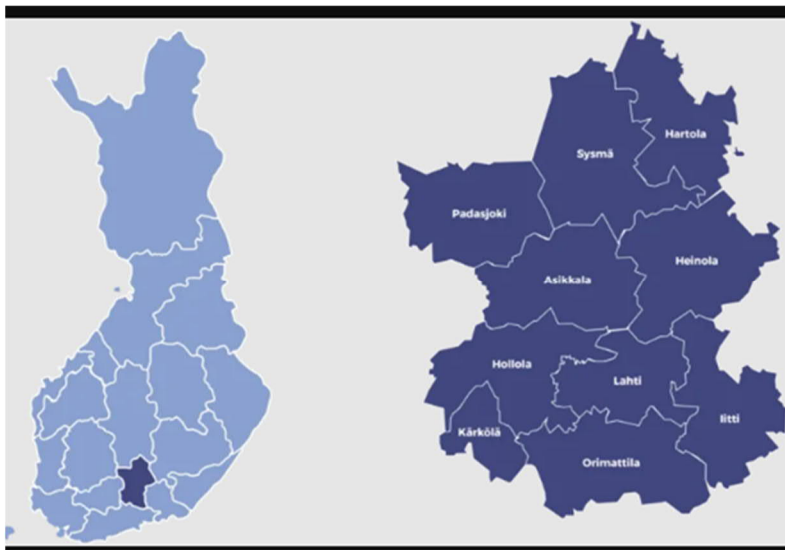 Hartola
Sysmä
Padasjoki
Heinola
Asikkala
Hollola
Lahti
Iitti
Kärkölä
Orimattila